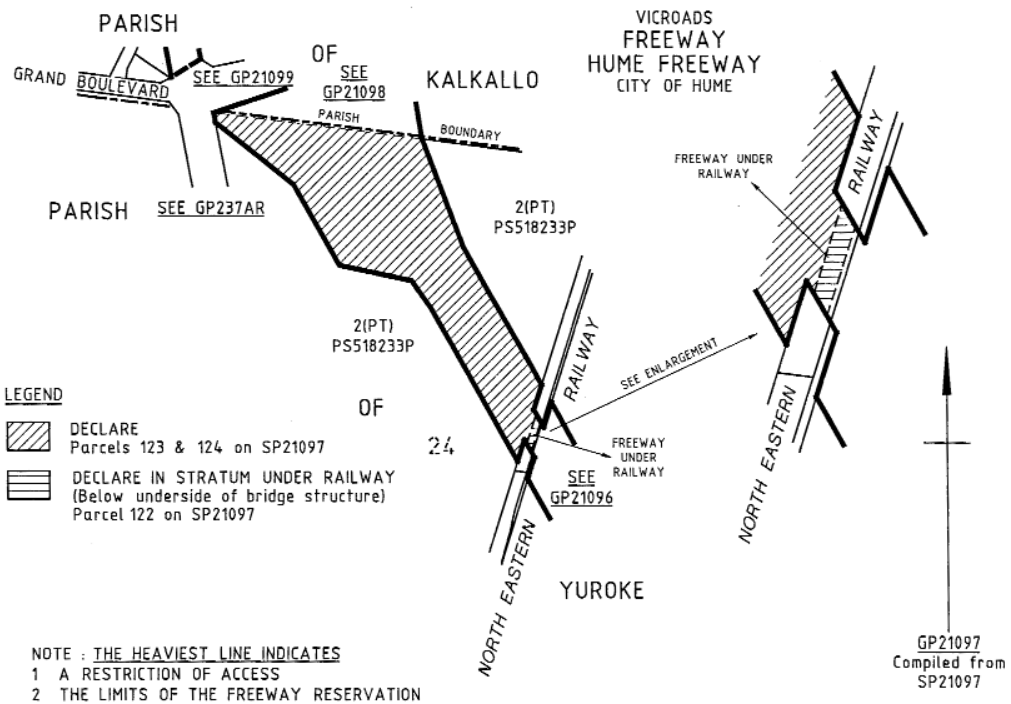 PARISH
OF
KALKALLO
VICROADS
FREEWAY
HUME FREEWAY
CITY OF HUME
GRAND BOULEVARD
SEE GP21099
SEE
GP21098
PARISH BOUNDARY
FREEWAY UNDER
RAILWAY
RAILWAY
PARISH
SEE GP237AR
2(PT)
PS518233P
2(PT)
PS518233P
RAILWAY
SEE ENLARGEMENT
OF
24
FREEWAY
UNDER
RAILWAY
SEE
GP21096
NORTH EASTERN
NORTH EASTERN
YUROKE
LEGEND
DECLARE
Parcels 123 & 124 on SP21097
DECLARE IN STRATUM UNDER RAILWAY
(Below underside of bridge structure)
Parcel 122 on SP21097
NOTE : THE HEAVIEST LINE INDICATES
1 A RESTRICTION OF ACCESS
2 THE LIMITS OF THE FREEWAY RESERVATION
GP21097
Compiled from
SP21097